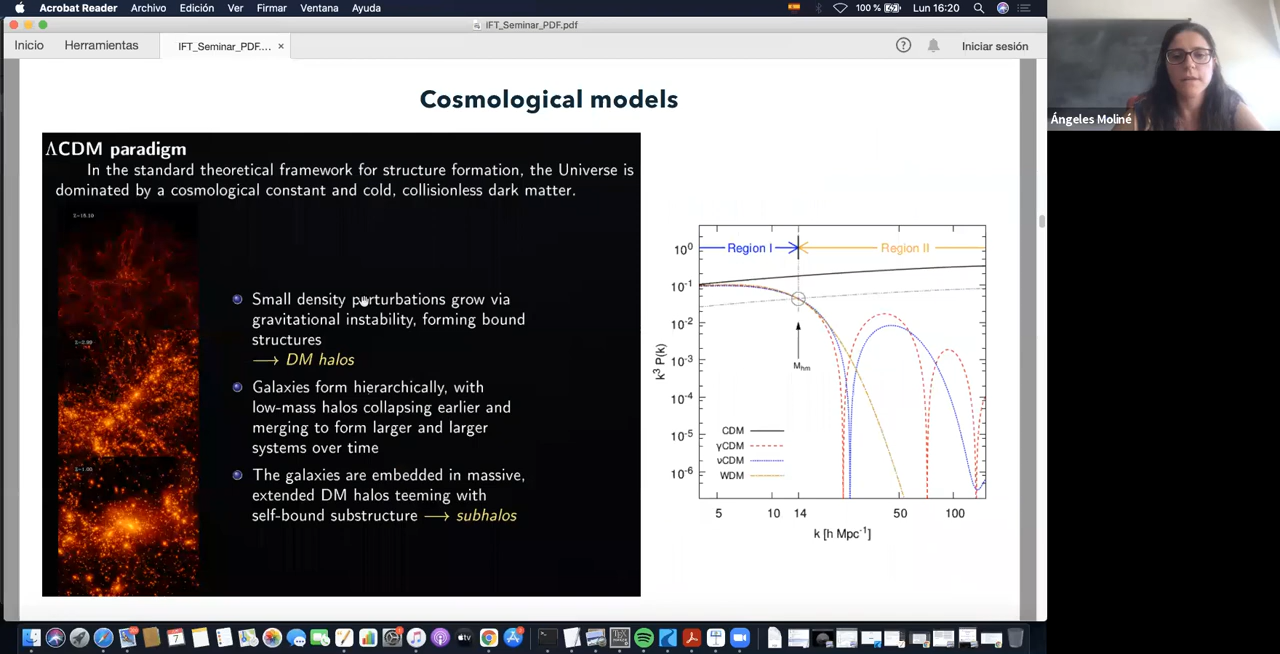 Acrobat Reader Archivo Edición Ver Firmar Ventana Ayuda
100 %
Lun 16:20
IFT_Seminar_PDF.pdf
Inicio Herramientas IFT_Seminar_PDF.... × Iniciar sesión
Ángeles Moliné
Cosmological models
ΛCDM paradigm
In the standard theoretical framework for structure formation, the Universe is
dominated by a cosmological constant and cold, collisionless dark matter.
Small density perturbations grow via
gravitational instability, forming bound
structures
⟶ DM halos
Galaxies form hierarchically, with
low-mass halos collapsing earlier and
merging to form larger and larger
systems over time
The galaxies are embedded in massive,
extended DM halos teeming with
self-bound substructure ⟶ subhalos
Region I Region II
10⁰
10⁻¹
10⁻²
10⁻³
10⁻⁴
10⁻⁵
10⁻⁶
k³ P(k)
Mhm
CDM
γCDM
νCDM
WDM
5 10 14 50 100
k [h Mpc⁻¹]